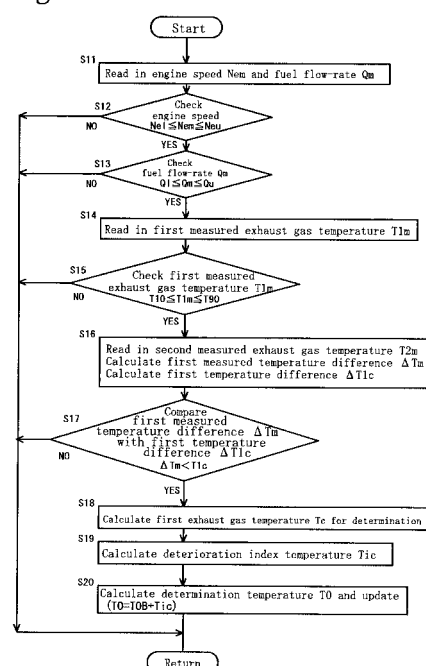 Start
S11
Read in engine speed Nem and fuel flow-rate Qm
S12
Check
engine speed
Nel≦Nem≦Neu
NO
YES
S13
Check
fuel flow-rate Qm
Ql≦Qm≦Qu
NO
YES
S14
Read in first measured exhaust gas temperature T1m
S15
Check first measured
exhaust gas temperature T1m
T10≦T1m≦T90
NO
YES
S16
Read in second measured exhaust gas temperature T2m
Calculate first measured temperature difference ΔTm
Calculate first temperature difference ΔT1c
S17
Compare
first measured
temperature difference ΔTm
with first temperature
difference ΔT1c
ΔTm<T1c
NO
YES
S18
Calculate first exhaust gas temperature Tc for determination
S19
Calculate deterioration index temperature Tic
S20
Calculate determination temperature T0 and update
(T0=T0B+Tic)
Return